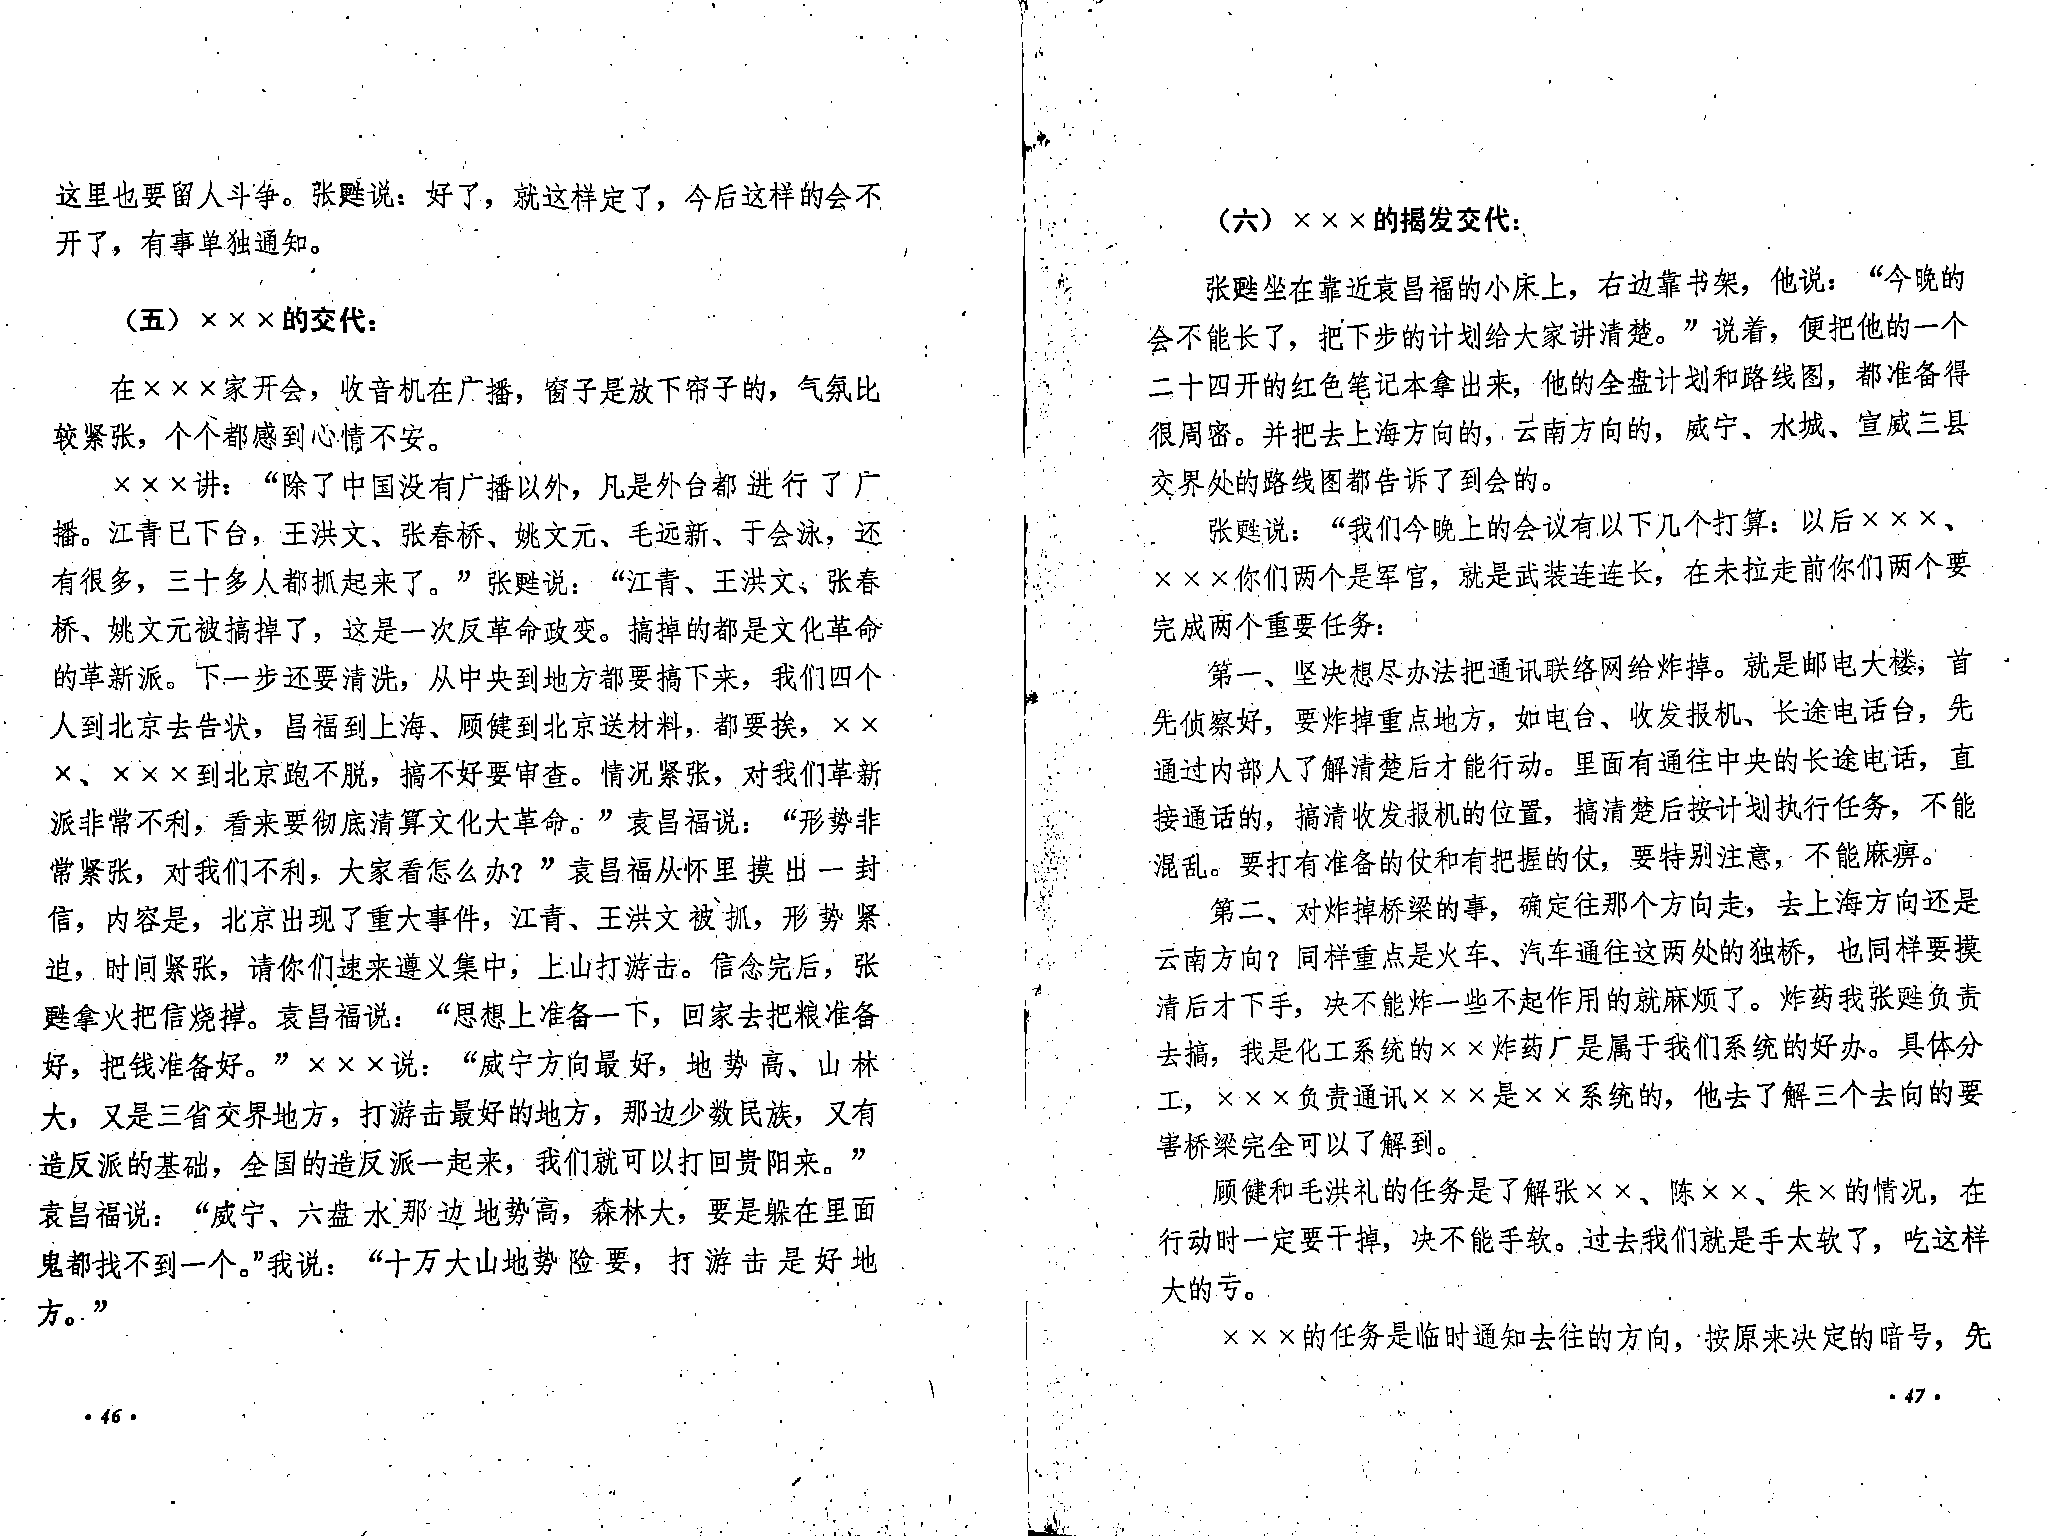 这里也要留人斗争。张甦说：好了，就这样定了，今后这样的会不
开了，有事单独通知。
（五）×××的交代：
在×××家开会，收音机在广播，窗子是放下帘子的，气氛比
较紧张，个个都感到心情不安。
×××讲：“除了中国没有广播以外，凡是外台都进行了广
播。江青已下台，王洪文、张春桥、姚文元、毛远新、于会泳，还
有很多，三十多人都抓起来了。”张甦说：“江青、王洪文、张春
桥、姚文元被搞掉了，这是一次反革命政变。搞掉的都是文化革命
的革新派。下一步还要清洗，从中央到地方都要搞下来，我们四个
人到北京去告状，昌福到上海、顾健到北京送材料，都要挨，××
×、×××到北京跑不脱，搞不好要审查。情况紧张，对我们革新
派非常不利，看来要彻底清算文化大革命。”袁昌福说：“形势非
常紧张，对我们不利，大家看怎么办？”袁昌福从怀里摸出一封
信，内容是，北京出现了重大事件，江青、王洪文被抓，形势紧
迫，时间紧张，请你们速来遵义集中，上山打游击。信念完后，张
甦拿火把信烧掉。袁昌福说：“思想上准备一下，回家去把粮准备
好，把钱准备好。”×××说：“威宁方向最好，地势高、山林
大，又是三省交界地方，打游击最好的地方，那边少数民族，又有
造反派的基础，全国的造反派一起来，我们就可以打回贵阳来。”
袁昌福说：“威宁、六盘水那边地势高，森林大，要是躲在里面
鬼都找不到一个。”我说：“十万大山地势险要，打游击是好地
方。”
·46·
（六）×××的揭发交代：
张甦坐在靠近袁昌福的小床上，右边靠书架，他说：“今晚的
会不能长了，把下步的计划给大家讲清楚。”说着，便把他的一个
二十四开的红色笔记本拿出来，他的全盘计划和路线图，都准备得
很周密。并把去上海方向的，云南方向的，威宁、水城、宣威三县
交界处的路线图都告诉了到会的。
张甦说：“我们今晚上的会议有以下几个打算：以后×××、
×××你们两个是军官，就是武装连连长，在未拉走前你们两个要
完成两个重要任务：
第一、坚决想尽办法把通讯联络网给炸掉。就是邮电大楼，首
先侦察好，要炸掉重点地方，如电台、收发报机、长途电话台，先
通过内部人了解清楚后才能行动。里面有通往中央的长途电话，直
接通话的，搞清收发报机的位置，搞清楚后按计划执行任务，不能
混乱。要打有准备的仗和有把握的仗，要特别注意，不能麻痹。
第二、对炸掉桥梁的事，确定往那个方向走，去上海方向还是
云南方向？同样重点是火车、汽车通往这两处的独桥，也同样要摸
清后才下手，决不能炸一些不起作用的就麻烦了。炸药我张甦负责
去搞，我是化工系统的××炸药厂是属于我们系统的好办。具体分
工，×××负责通讯×××是××系统的，他去了解三个去向的要
害桥梁完全可以了解到。
顾健和毛洪礼的任务是了解张××、陈××、朱×的情况，在
行动时一定要干掉，决不能手软。过去我们就是手太软了，吃这样
大的亏。
×××的任务是临时通知去往的方向，按原来决定的暗号，先
·47·